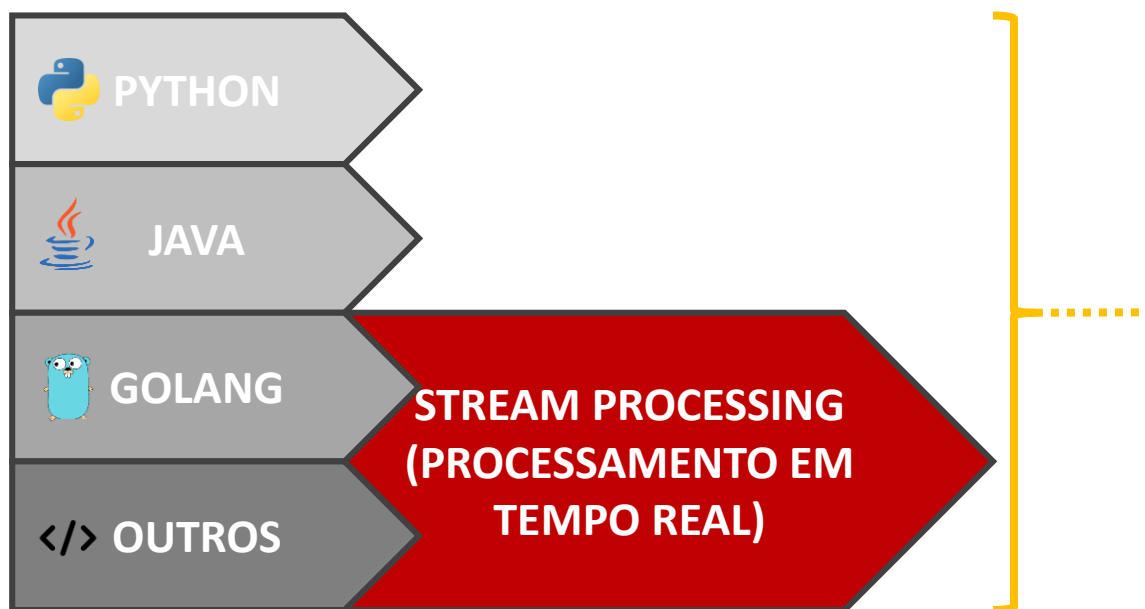 PYTHON
JAVA
GOLANG
STREAM PROCESSING
(PROCESSAMENTO EM
TEMPO REAL)
</> OUTROS